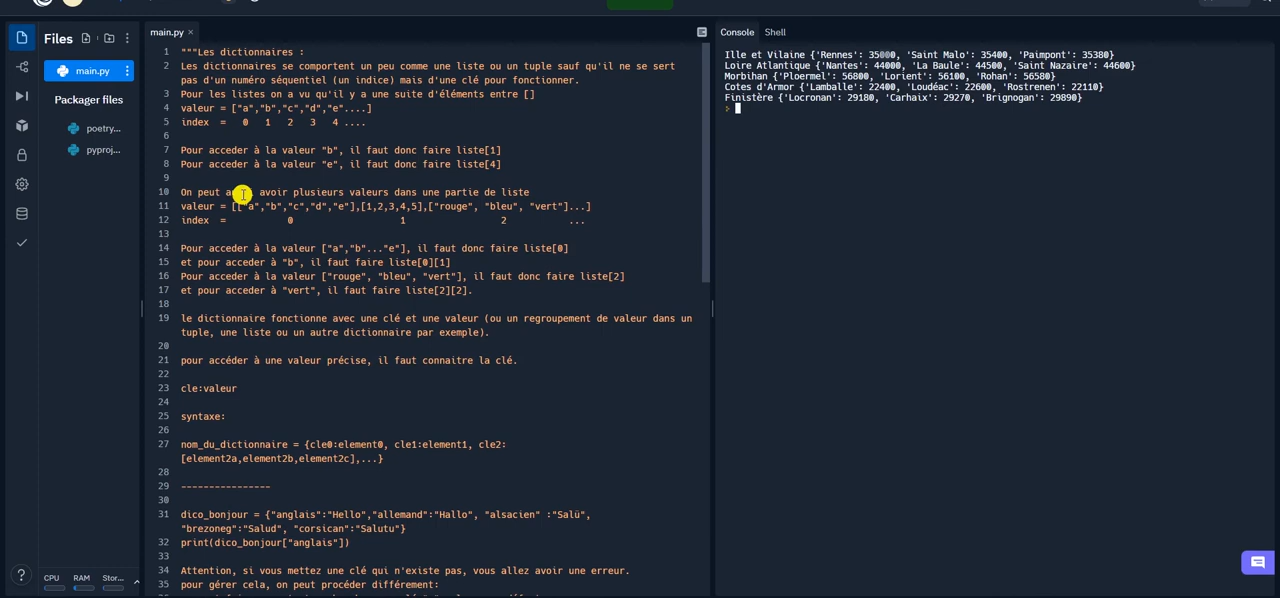 Files
main.py
Package files
poetry...
pyproj...
CPU RAM Stor...
main.py
1 """Les dictionnaires :
2 Les dictionnaires se comportent un peu comme une liste ou un tuple sauf qu'il ne se sert
pas d'un numéro séquentiel (un indice) mais d'une clé pour fonctionner.
3 Pour les listes on a vu qu'il y a une suite d'éléments entre []
4 valeur = ["a","b","c","d","e"....]
5 index = 0 1 2 3 4 ....
6
7 Pour acceder à la valeur "b", il faut donc faire liste[1]
8 Pour acceder à la valeur "e", il faut donc faire liste[4]
9
10 On peut avoir plusieurs valeurs dans une partie de liste
11 valeur = [["a","b","c","d","e"],[1,2,3,4,5],["rouge", "bleu", "vert"]...]
12 index = 0 1 2 ...
13
14 Pour acceder à la valeur ["a","b"..."e"], il faut donc faire liste[0]
15 et pour acceder à "b", il faut faire liste[0][1]
16 Pour acceder à la valeur ["rouge", "bleu", "vert"], il faut donc faire liste[2]
17 et pour acceder à "vert", il faut faire liste[2][2].
18
19 le dictionnaire fonctionne avec une clé et une valeur (ou un regroupement de valeur dans un
tuple, une liste ou un autre dictionnaire par exemple).
20
21 pour accéder à une valeur précise, il faut connaitre la clé.
22
23 cle:valeur
24
25 syntaxe:
26
27 nom_du_dictionnaire = {cle0:element0, cle1:element1, cle2:
[element2a,element2b,element2c],...}
28
29 ----------------
30
31 dico_bonjour = {"anglais":"Hello","allemand":"Hallo", "alsacien" :"Salü",
"brezoneg":"Salud", "corsican":"Salutu"}
32 print(dico_bonjour["anglais"])
33
34 Attention, si vous mettez une clé qui n'existe pas, vous allez avoir une erreur.
35 pour gérer cela, on peut procéder différement:
Console Shell
Ille et Vilaine {'Rennes': 35000, 'Saint Malo': 35400, 'Paimpont': 35380}
Loire Atlantique {'Nantes': 44000, 'La Baule': 44500, 'Saint Nazaire': 44600}
Morbihan {'Ploermel': 56800, 'Lorient': 56100, 'Rohan': 56580}
Cotes d'Armor {'Lamballe': 22400, 'Loudéac': 22600, 'Rostrenen': 22110}
Finistère {'Locronan': 29180, 'Carhaix': 29270, 'Brignogan': 29890}